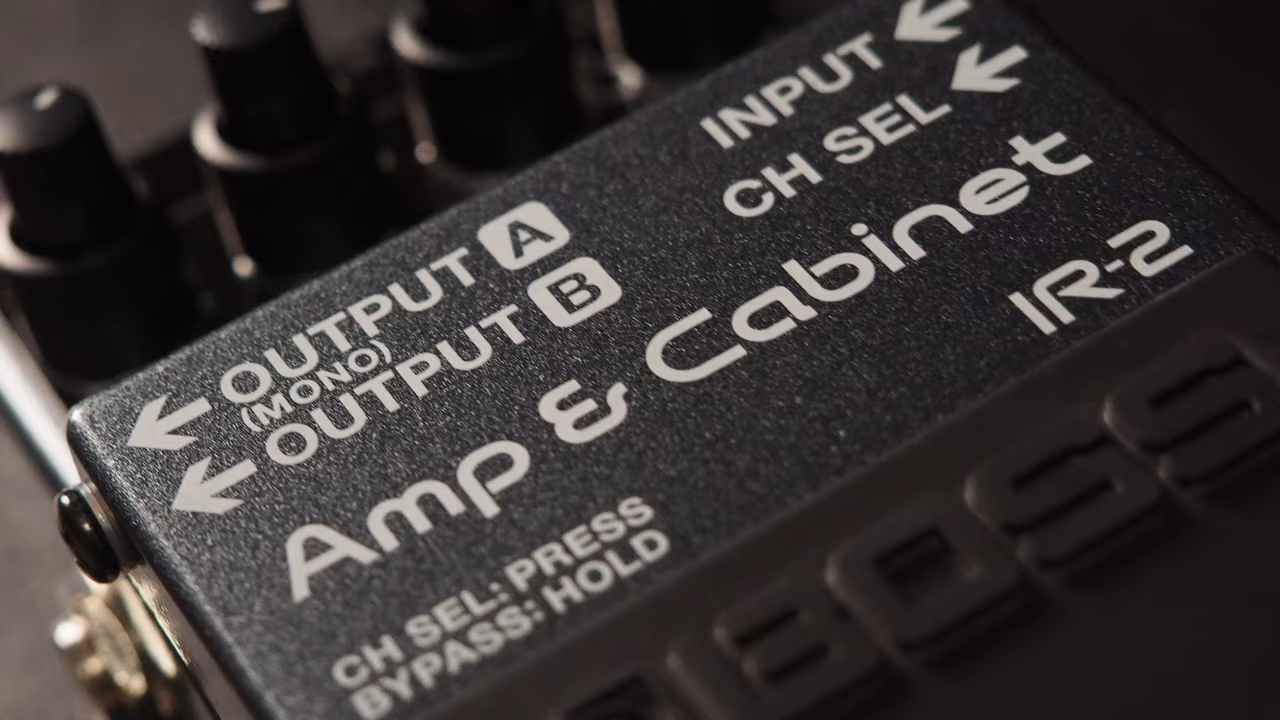 INPUT
CH SEL
OUTPUT A
(MONO)
OUTPUT B
Amp & Cabinet
IR-2
CH SEL: PRESS
BYPASS: HOLD
BOSS